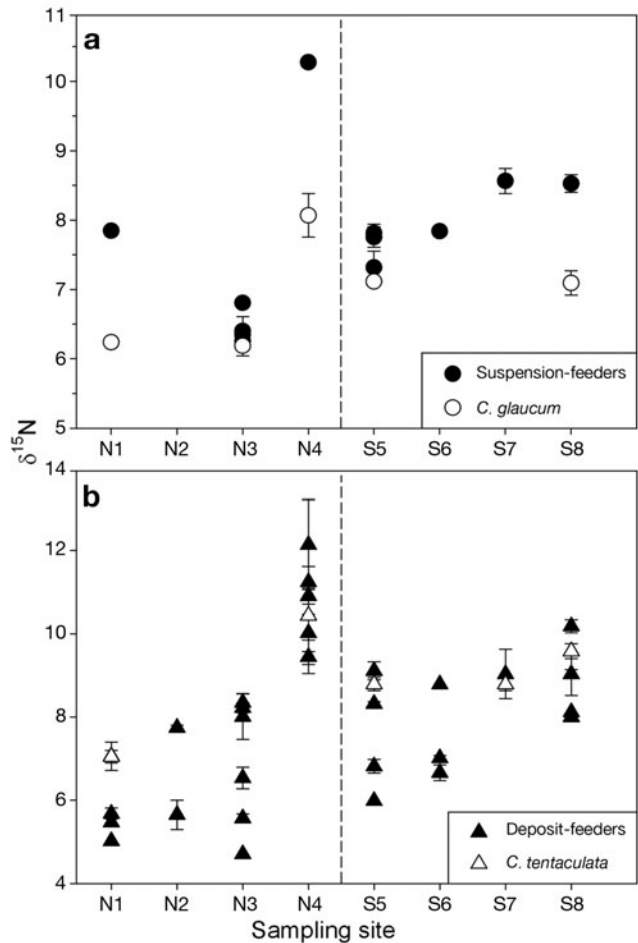 a
11
10
9
8
7
6
5
N1 N2 N3 N4 S5 S6 S7 S8
Suspension-feeders
C. glaucum
δ15N
b
14
12
10
8
6
4
N1 N2 N3 N4 S5 S6 S7 S8
Deposit-feeders
C. tentaculata
Sampling site